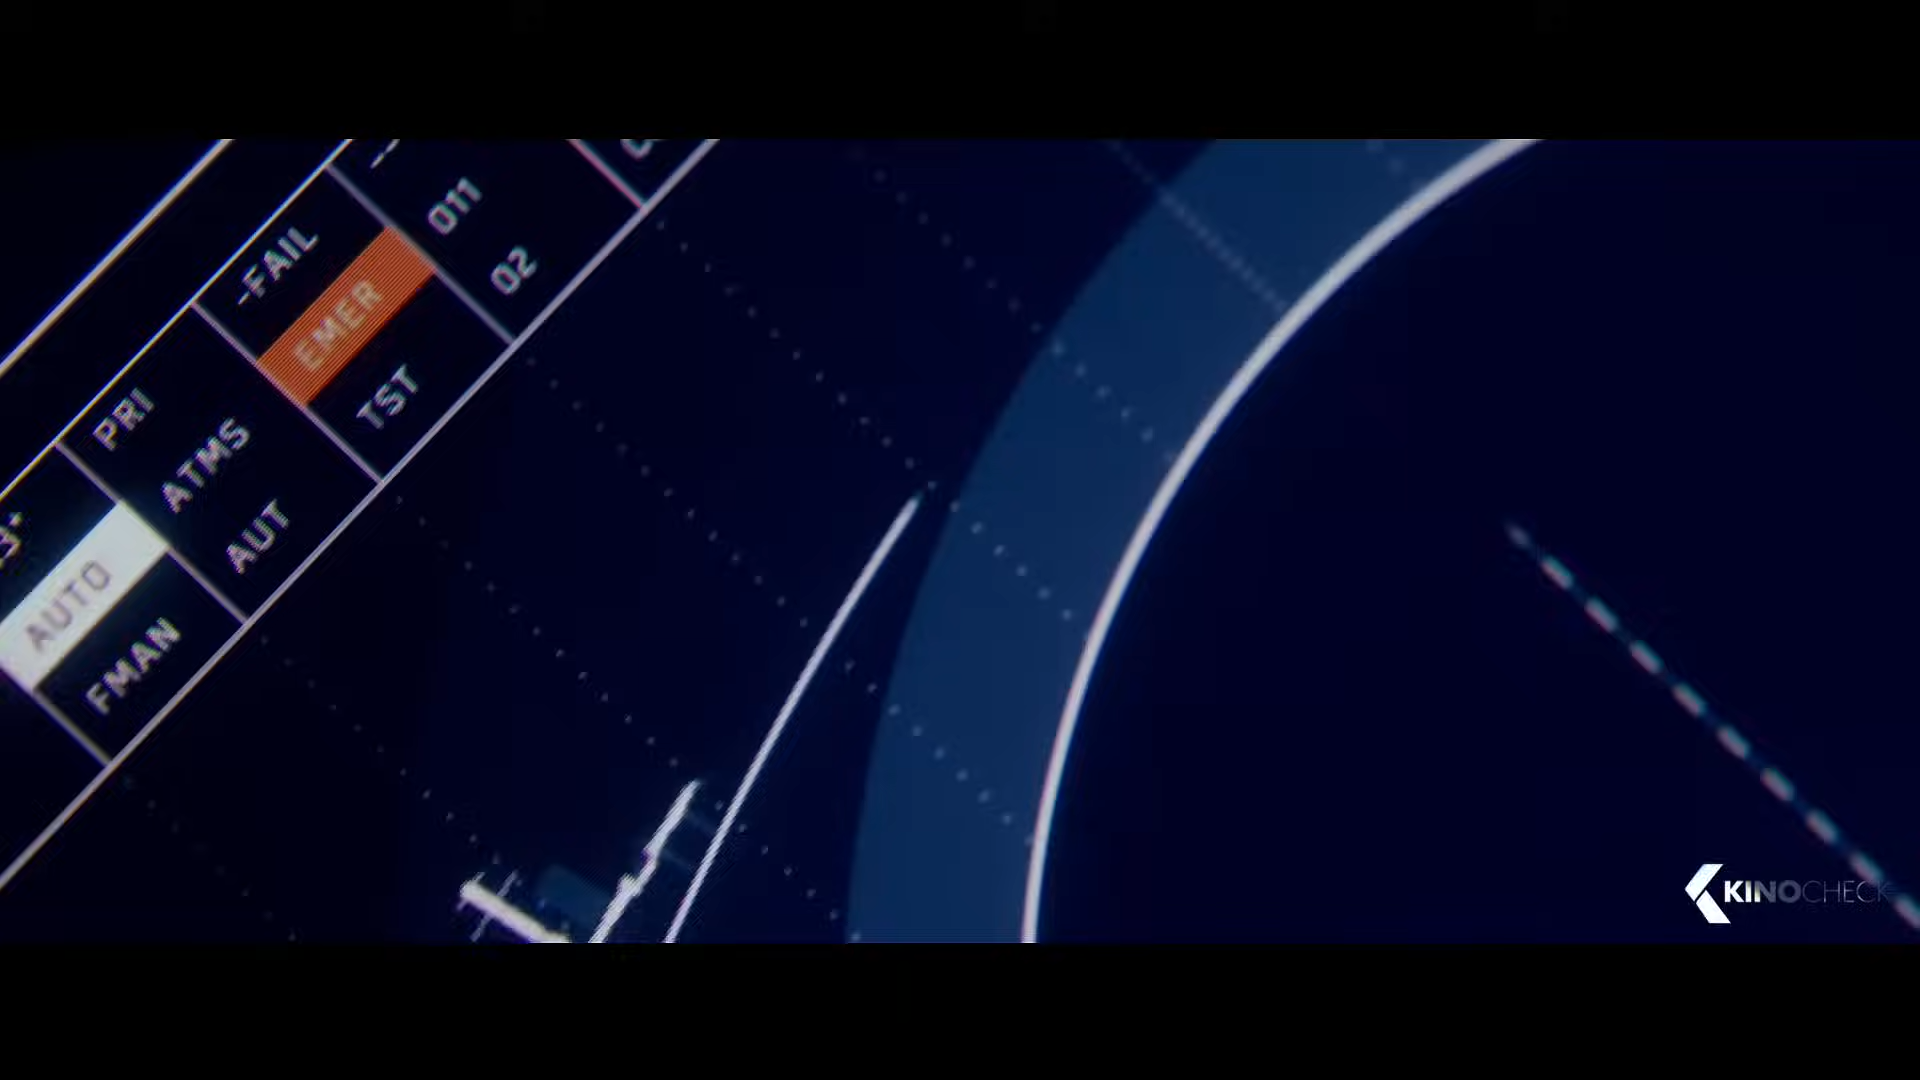 -FAIL
EMER
TST
011
02
PRI
ATMS
AUT
AUTO
FMAN
KINOCHECK